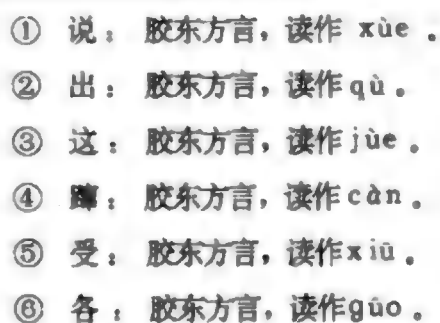 ① 说：胶东方言，读作 xùe 。
② 出：胶东方言，读作qù 。
③ 这：胶东方言，读作jùe 。
④ ：胶东方言，读作càn 。
⑤ 受：胶东方言，读作xiù 。
⑥ 各：胶东方言，读作gùo 。